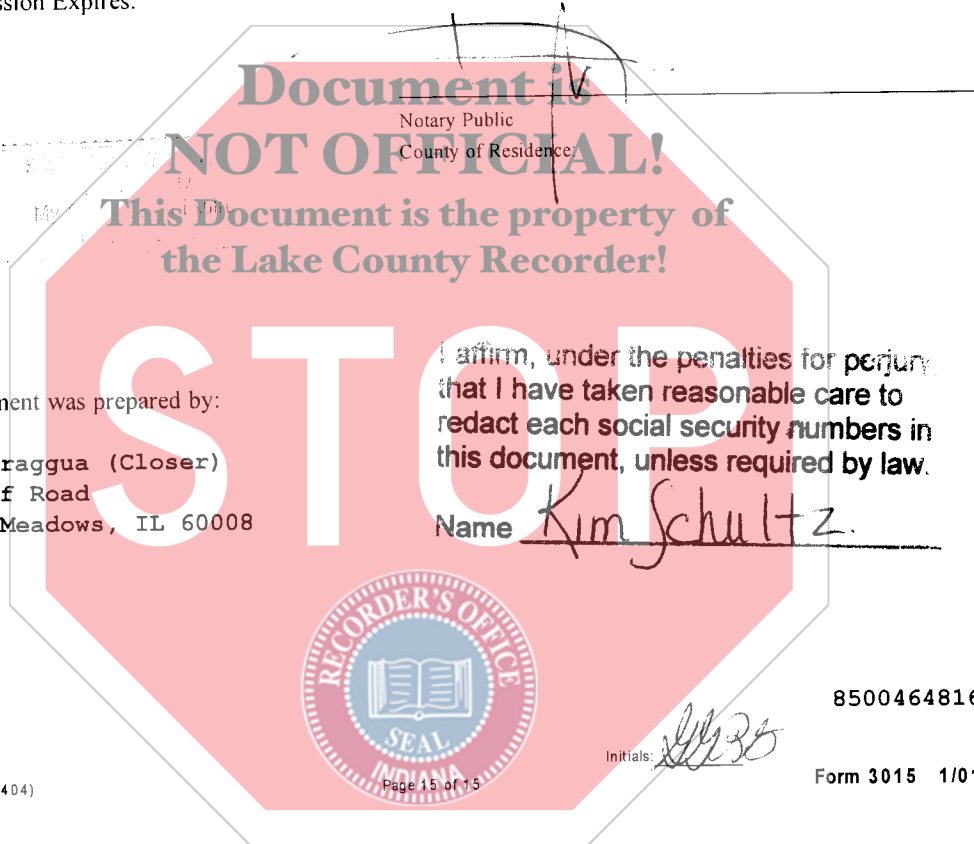 ssion Expires:
Document is
Notary Public
NOT OFFICIAL!
County of Residence:
My
This Document is the property of
the Lake County Recorder!
STOP
I affirm, under the penalties for perjury
that I have taken reasonable care to
redact each social security numbers in
this document, unless required by law.
Name Kim Schultz.
ment was prepared by:
raggua (Closer)
f Road
Meadows, IL 60008
RECORDER'S OFFICE
SEAL
INDIANA
8500464816
Initials:
Form 3015 1/01
Page 15 of 15
404)